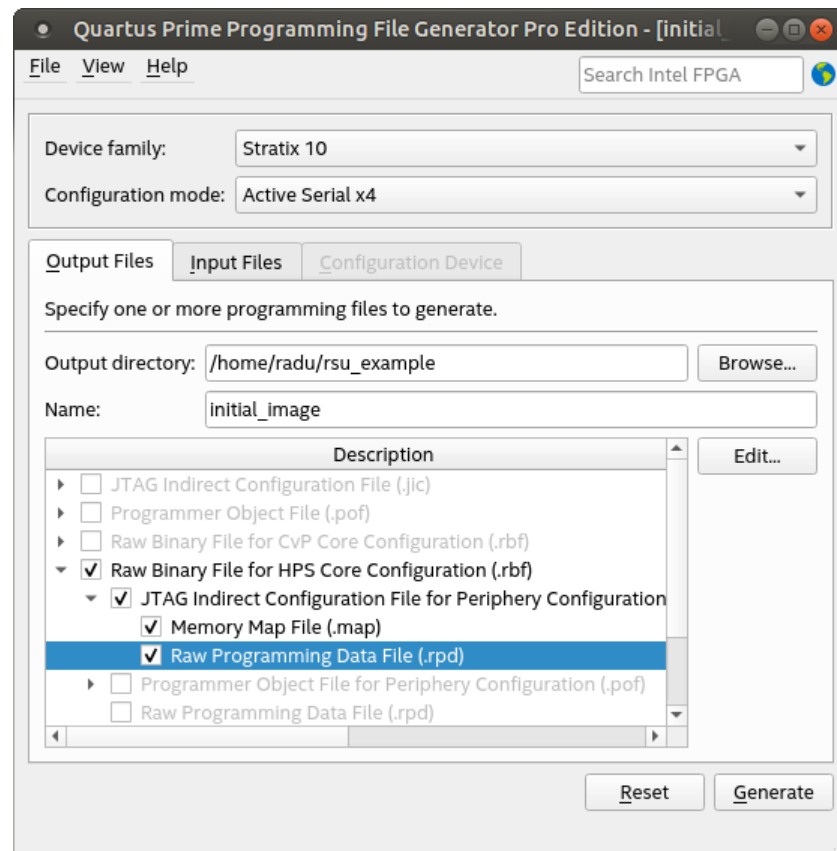 Quartus Prime Programming File Generator Pro Edition - [initial_
File View Help
Search Intel FPGA
Device family: Stratix 10
Configuration mode: Active Serial x4
Output Files Input Files Configuration Device
Specify one or more programming files to generate.
Output directory: /home/radu/rsu_example Browse...
Name: initial_image
Description Edit...
JTAG Indirect Configuration File (.jic)
Programmer Object File (.pof)
Raw Binary File for CvP Core Configuration (.rbf)
Raw Binary File for HPS Core Configuration (.rbf)
JTAG Indirect Configuration File for Periphery Configuration
Memory Map File (.map)
Raw Programming Data File (.rpd)
Programmer Object File for Periphery Configuration (.pof)
Raw Programming Data File (.rpd)
Reset Generate